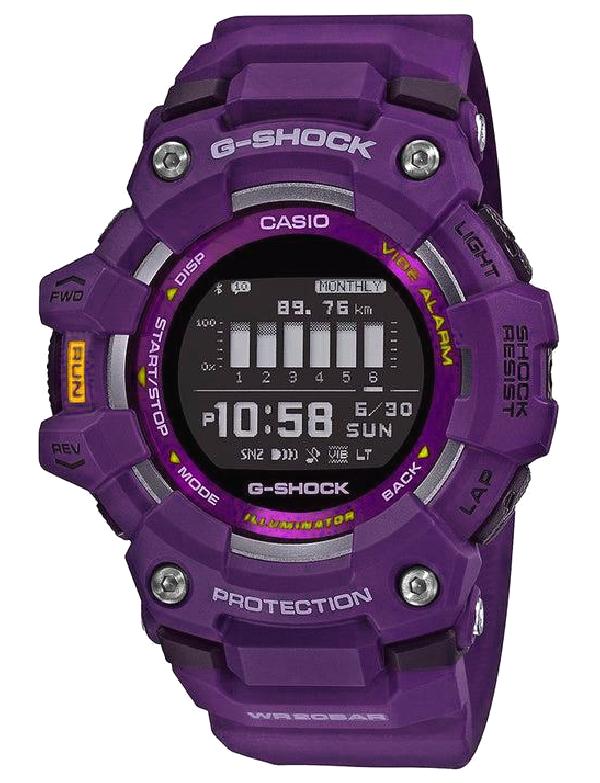 G-SHOCK
CASIO
LIGHT
DISP
VIBE ALARM
FWD
10 MONTHLY
89.76 km
100
0%
1 2 3 4 5 6
SHOCK RESIST
RUN
START/STOP
P10:58 6/30
SUN
SNZ VIB LT
REV
MODE
G-SHOCK
BACK
LAP
ILLUMINATOR
PROTECTION
WR20BAR